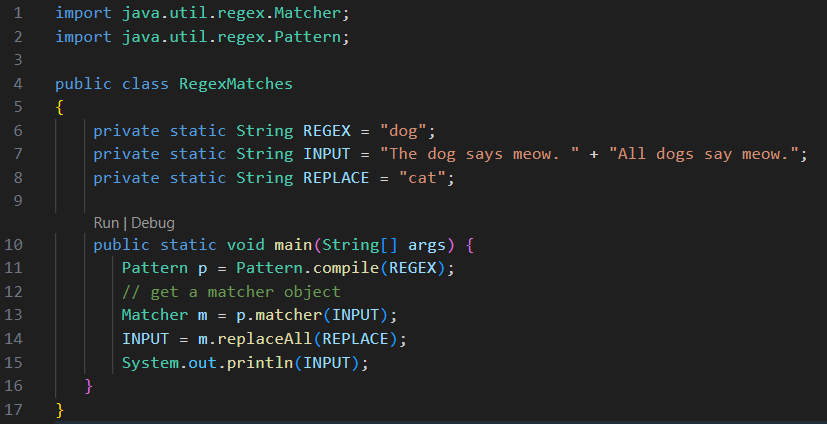 1 import java.util.regex.Matcher;
2 import java.util.regex.Pattern;
3
4 public class RegexMatches
5 {
6 private static String REGEX = "dog";
7 private static String INPUT = "The dog says meow. " + "All dogs say meow.";
8 private static String REPLACE = "cat";
9
Run | Debug
10 public static void main(String[] args) {
11 Pattern p = Pattern.compile(REGEX);
12 // get a matcher object
13 Matcher m = p.matcher(INPUT);
14 INPUT = m.replaceAll(REPLACE);
15 System.out.println(INPUT);
16 }
17 }